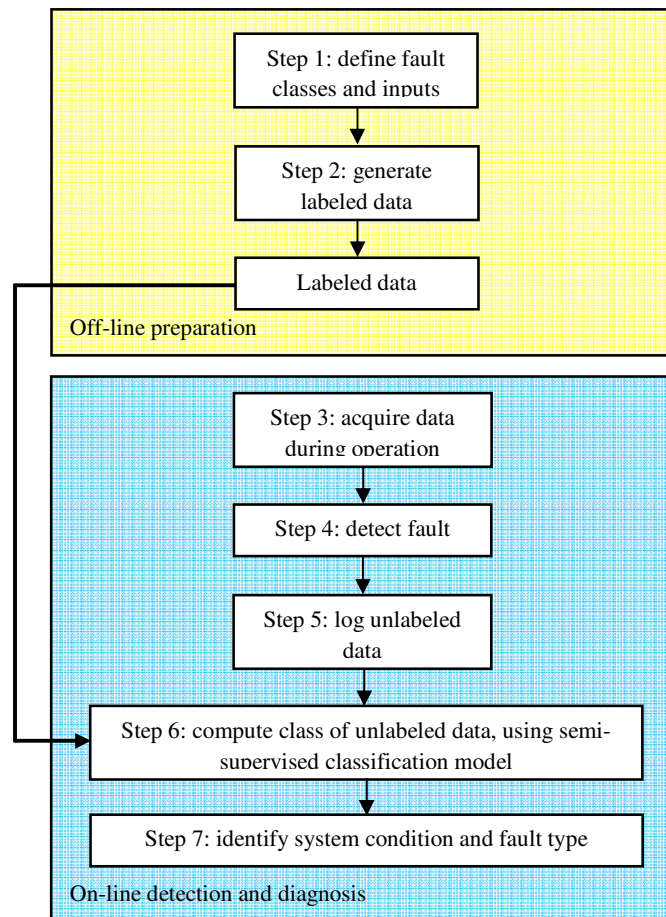 Step 1: define fault
classes and inputs
Step 2: generate
labeled data
Labeled data
Off-line preparation
Step 3: acquire data
during operation
Step 4: detect fault
Step 5: log unlabeled
data
Step 6: compute class of unlabeled data, using semi-
supervised classification model
Step 7: identify system condition and fault type
On-line detection and diagnosis